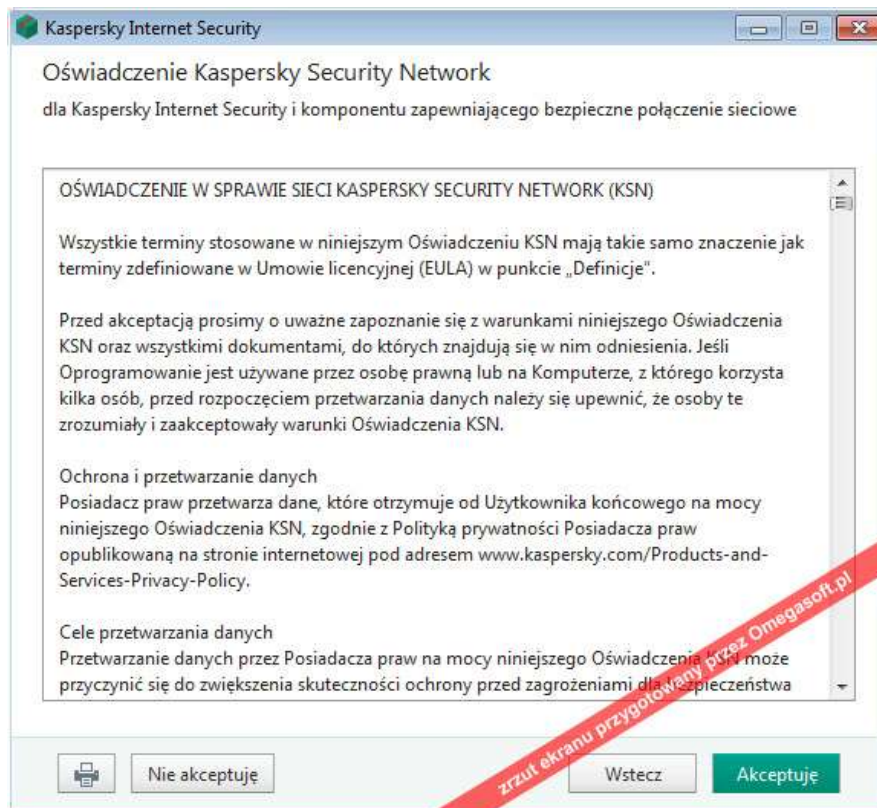 Kaspersky Internet Security
Oświadczenie Kaspersky Security Network
dla Kaspersky Internet Security i komponentu zapewniającego bezpieczne połączenie sieciowe
OŚWIADCZENIE W SPRAWIE SIECI KASPERSKY SECURITY NETWORK (KSN)
Wszystkie terminy stosowane w niniejszym Oświadczeniu KSN mają takie samo znaczenie jak
terminy zdefiniowane w Umowie licencyjnej (EULA) w punkcie „Definicje”.
Przed akceptacją prosimy o uważne zapoznanie się z warunkami niniejszego Oświadczenia
KSN oraz wszystkimi dokumentami, do których znajdują się w nim odniesienia. Jeśli
Oprogramowanie jest używane przez osobę prawną lub na Komputerze, z którego korzysta
kilka osób, przed rozpoczęciem przetwarzania danych należy się upewnić, że osoby te
zrozumiały i zaakceptowały warunki Oświadczenia KSN.
Ochrona i przetwarzanie danych
Posiadacz praw przetwarza dane, które otrzymuje od Użytkownika końcowego na mocy
niniejszego Oświadczenia KSN, zgodnie z Polityką prywatności Posiadacza praw
opublikowaną na stronie internetowej pod adresem www.kaspersky.com/Products-and-
Services-Privacy-Policy.
Cele przetwarzania danych
Przetwarzanie danych przez Posiadacza praw na mocy niniejszego Oświadczenia KSN może
przyczynić się do zwiększenia skuteczności ochrony przed zagrożeniami dla bezpieczeństwa
zrzut ekranu przygotowany przez Omegasoft.pl
Nie akceptuję
Wstecz
Akceptuję